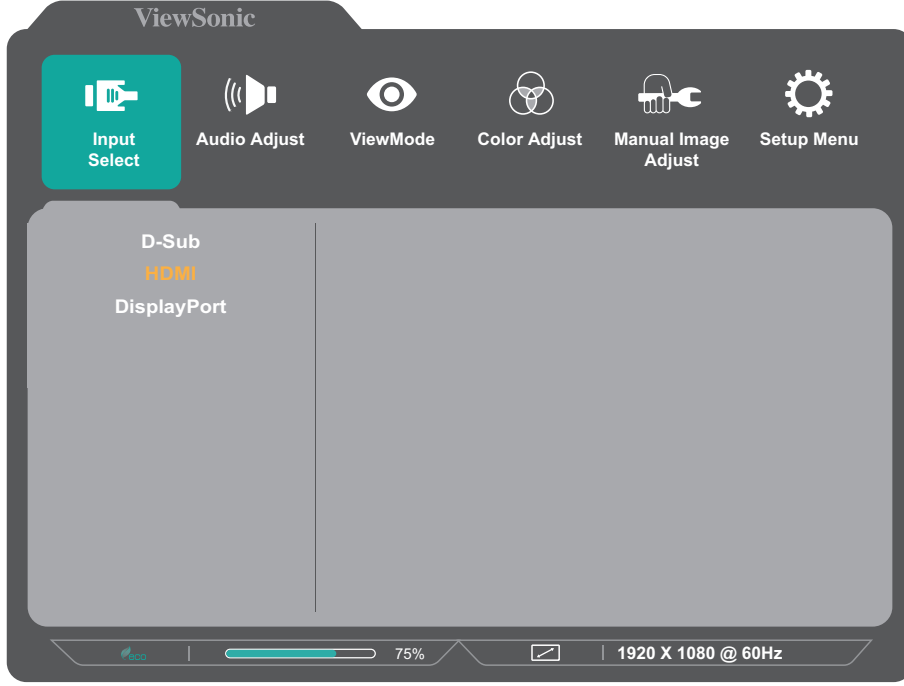 ViewSonic
Input
Select
Audio Adjust
ViewMode
Color Adjust
Manual Image
Adjust
Setup Menu
D-Sub
HDMI
DisplayPort
eco
75%
1920 X 1080 @ 60Hz